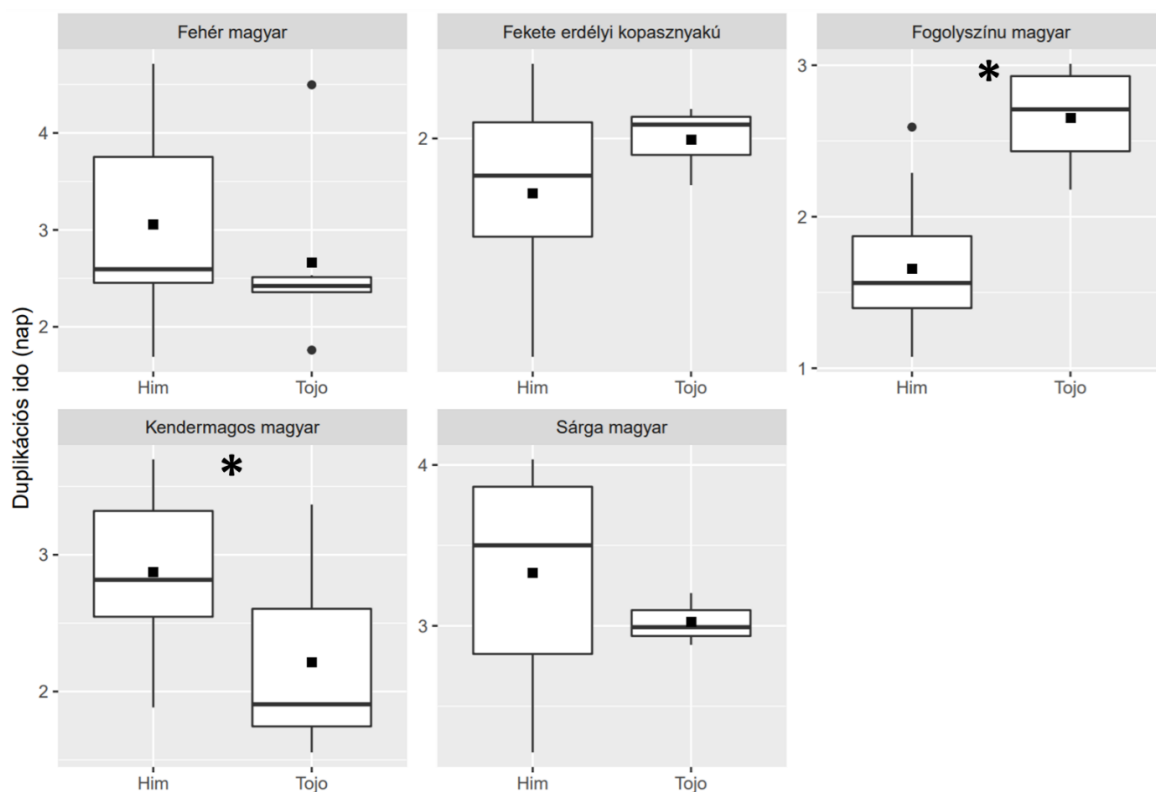 Fehér magyar
Fekete erdélyi kopasznyakú
Fogolyszínu magyar
4
3
2
2
3
2
1
Him
Tojo
Him
Tojo
Him
Tojo
Duplikációs ido (nap)
Kendermagos magyar
Sárga magyar
*
*
3
2
4
3
Him
Tojo
Him
Tojo